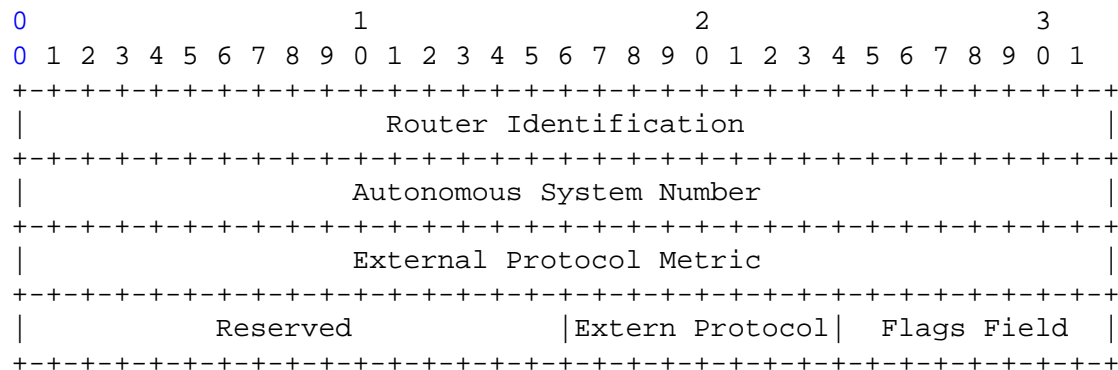 0                   1                   2                   3
0 1 2 3 4 5 6 7 8 9 0 1 2 3 4 5 6 7 8 9 0 1 2 3 4 5 6 7 8 9 0 1
+-+-+-+-+-+-+-+-+-+-+-+-+-+-+-+-+-+-+-+-+-+-+-+-+-+-+-+-+-+-+-+-+
|                     Router Identification                     |
+-+-+-+-+-+-+-+-+-+-+-+-+-+-+-+-+-+-+-+-+-+-+-+-+-+-+-+-+-+-+-+-+
|                   Autonomous System Number                    |
+-+-+-+-+-+-+-+-+-+-+-+-+-+-+-+-+-+-+-+-+-+-+-+-+-+-+-+-+-+-+-+-+
|                   External Protocol Metric                    |
+-+-+-+-+-+-+-+-+-+-+-+-+-+-+-+-+-+-+-+-+-+-+-+-+-+-+-+-+-+-+-+-+
|           Reserved            |Extern Protocol|  Flags Field  |
+-+-+-+-+-+-+-+-+-+-+-+-+-+-+-+-+-+-+-+-+-+-+-+-+-+-+-+-+-+-+-+-+